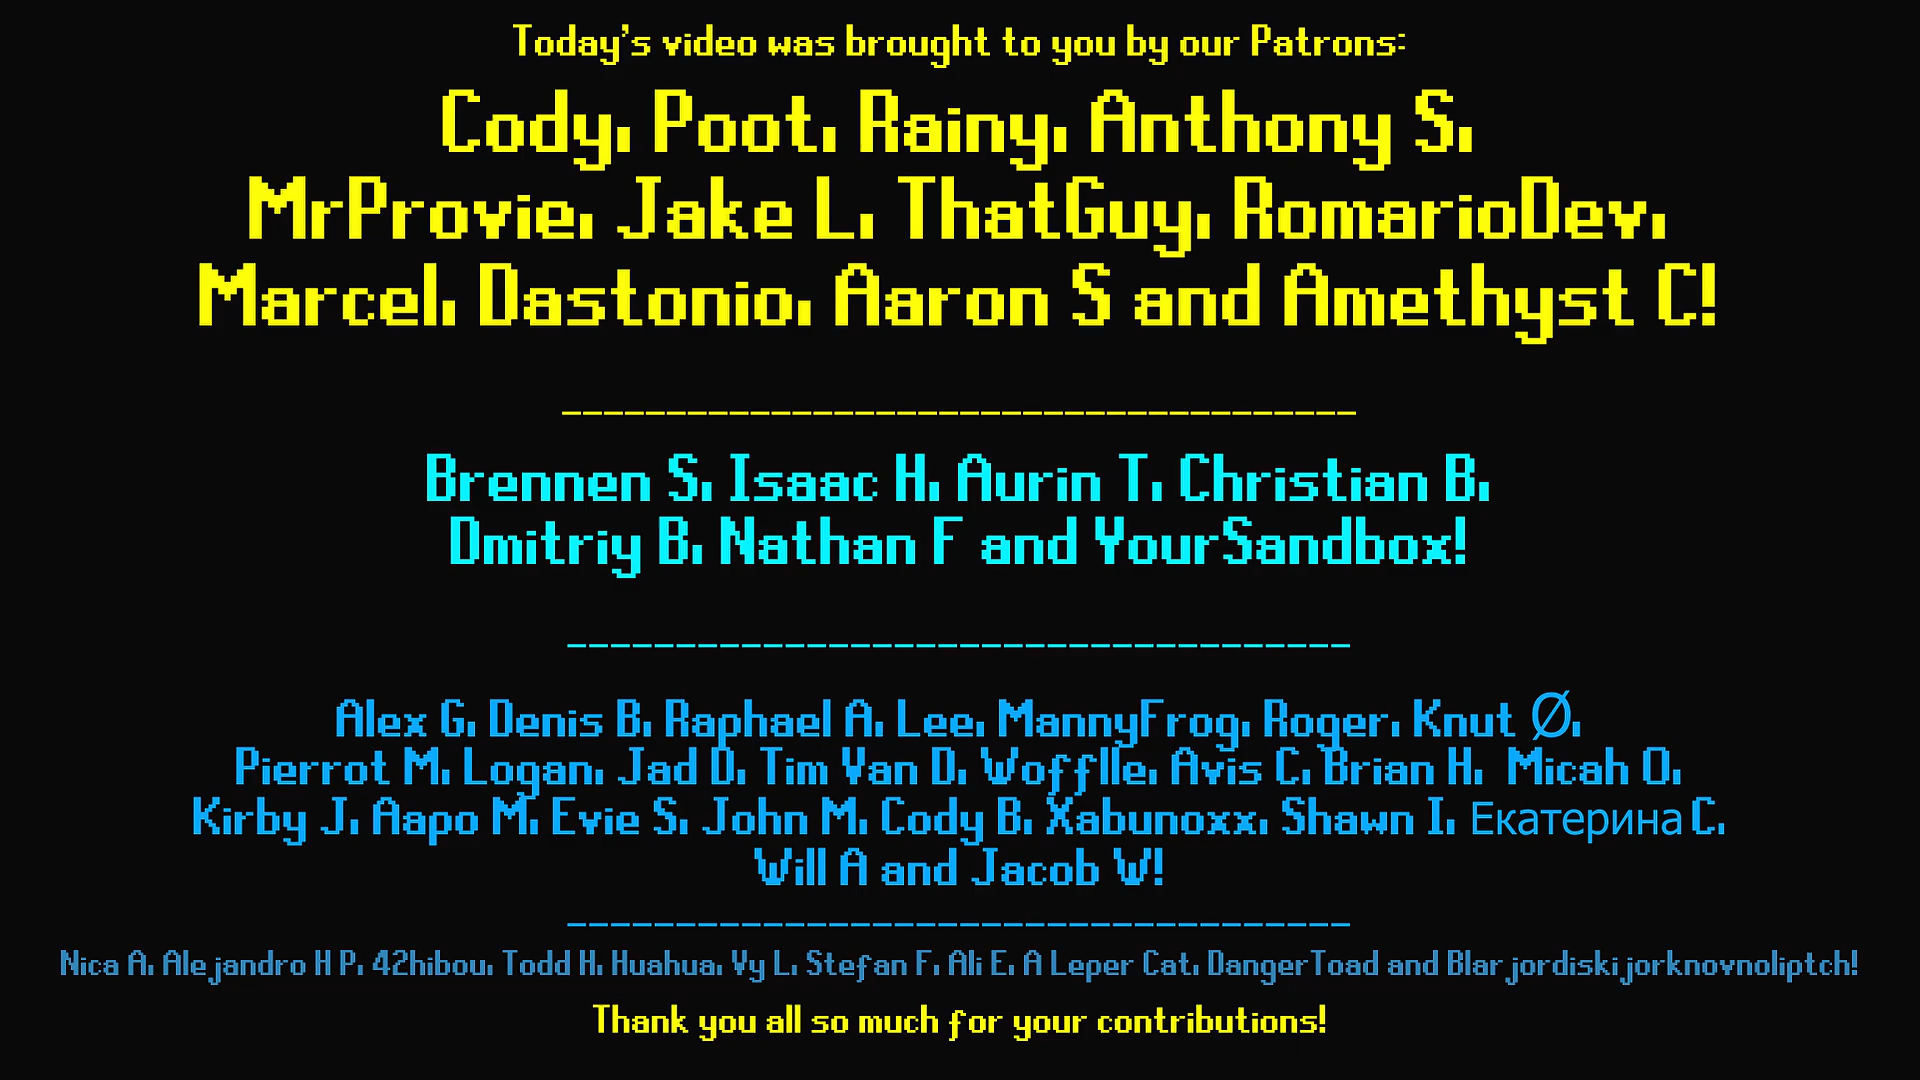 Today's video was brought to you by our Patrons:
Cody, Poot, Rainy, Anthony S,
MrProvie, Jake L, ThatGuy, RomarioDev,
Marcel, Dastonio, Aaron S and Amethyst C!
------------------------------------
Brennen S, Isaac H, Aurin T, Christian B,
Dmitriy B, Nathan F and YourSandbox!
------------------------------------
Alex G, Denis B, Raphael A, Lee, MannyFrog, Roger, Knut Ø,
Pierrot M, Logan, Jad D, Tim Van D, Wofflle, Avis C, Brian H, Micah O,
Kirby J, Aapo M, Evie S, John M, Cody B, Xabunoxx, Shawn I, Екатерина C,
Will A and Jacob W!
------------------------------------
Nica A, Alejandro H P, 42hibou, Todd H, Huahua, Vy L, Stefan F, Ali E, A Leper Cat, DangerToad and Blarjordiskijorknovnoliptch!
Thank you all so much for your contributions!